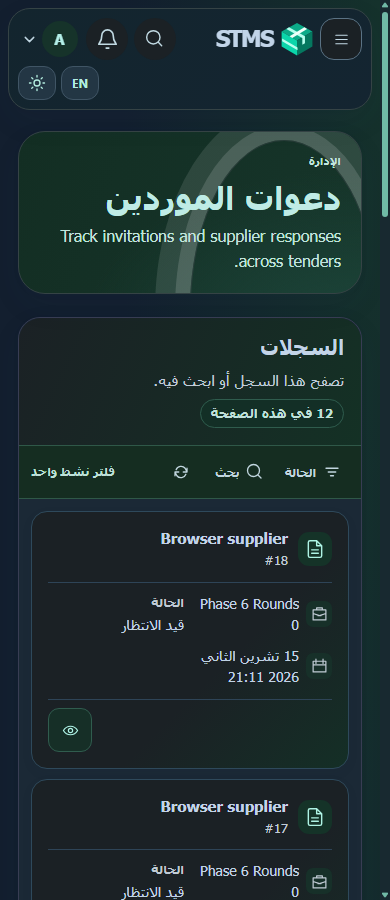 STMS
A
EN
الإدارة
دعوات الموردين
Track invitations and supplier responses
across tenders.
السجلات
تصفح هذا السجل أو ابحث فيه.
12 في هذه الصفحة
الحالة
بحث
فلتر نشط واحد
Browser supplier
#18
Phase 6 Rounds
0
الحالة
قيد الانتظار
15 تشرين الثاني
2026 21:11
Browser supplier
#17
Phase 6 Rounds
0
الحالة
قيد الانتظار